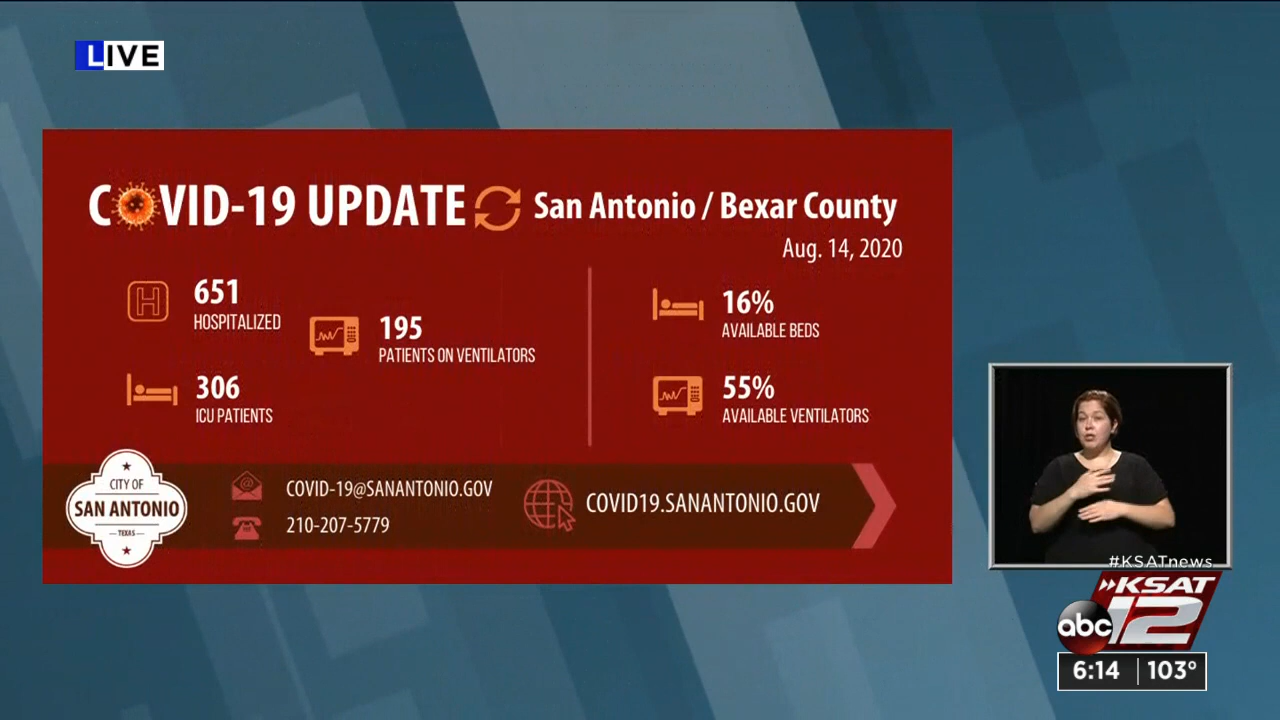 LIVE
COVID-19 UPDATE
San Antonio / Bexar County
Aug. 14, 2020
H
651
HOSPITALIZED
195
PATIENTS ON VENTILATORS
306
ICU PATIENTS
16%
AVAILABLE BEDS
55%
AVAILABLE VENTILATORS
CITY OF
SAN ANTONIO
TEXAS
@
COVID-19@SANANTONIO.GOV
210-207-5779
COVID19.SANANTONIO.GOV
#KSATnews
KSAT
12
abc
6:14 103°